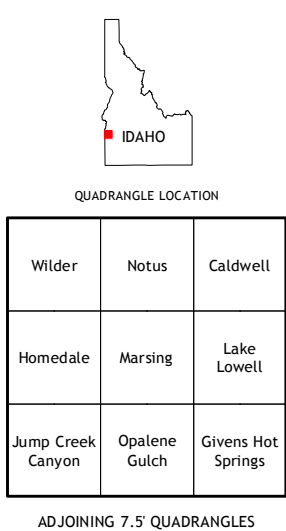 IDAHO
QUADRANGLE LOCATION
Wilder
Notus
Caldwell
Homedale
Marsing
Lake
Lowell
Jump Creek
Canyon
Opalene
Gulch
Givens Hot
Springs
ADJOINING 7.5' QUADRANGLES